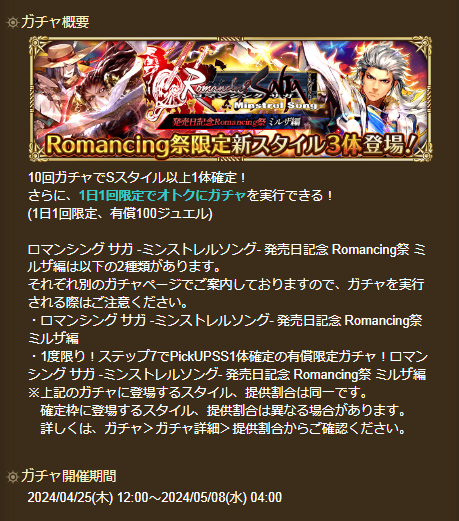 ガチャ概要
Romancing SaGa
Minstrel Song
発売日記念Romancing祭 ミルザ編
Romancing祭限定新スタイル3体登場!
10回ガチャでSスタイル以上1体確定！
さらに、1日1回限定でオトクにガチャを実行できる！
(1日1回限定、有償100ジュエル)
ロマンシング サガ -ミンストレルソング- 発売日記念 Romancing祭 ミ
ルザ編は以下の2種類があります。
それぞれ別のガチャページでご案内しておりますので、ガチャを実行
される際はご注意ください。
・ロマンシング サガ -ミンストレルソング- 発売日記念 Romancing祭
ミルザ編
・1度限り！ステップ7でPickUPSS1体確定の有償限定ガチャ！ロマン
シング サガ -ミンストレルソング- 発売日記念 Romancing祭 ミルザ編
※上記のガチャに登場するスタイル、提供割合は同一です。
確定枠に登場するスタイル、提供割合は異なる場合があります。
詳しくは、ガチャ＞ガチャ詳細＞提供割合からご確認ください。
ガチャ開催期間
2024/04/25(木) 12:00～2024/05/08(水) 04:00